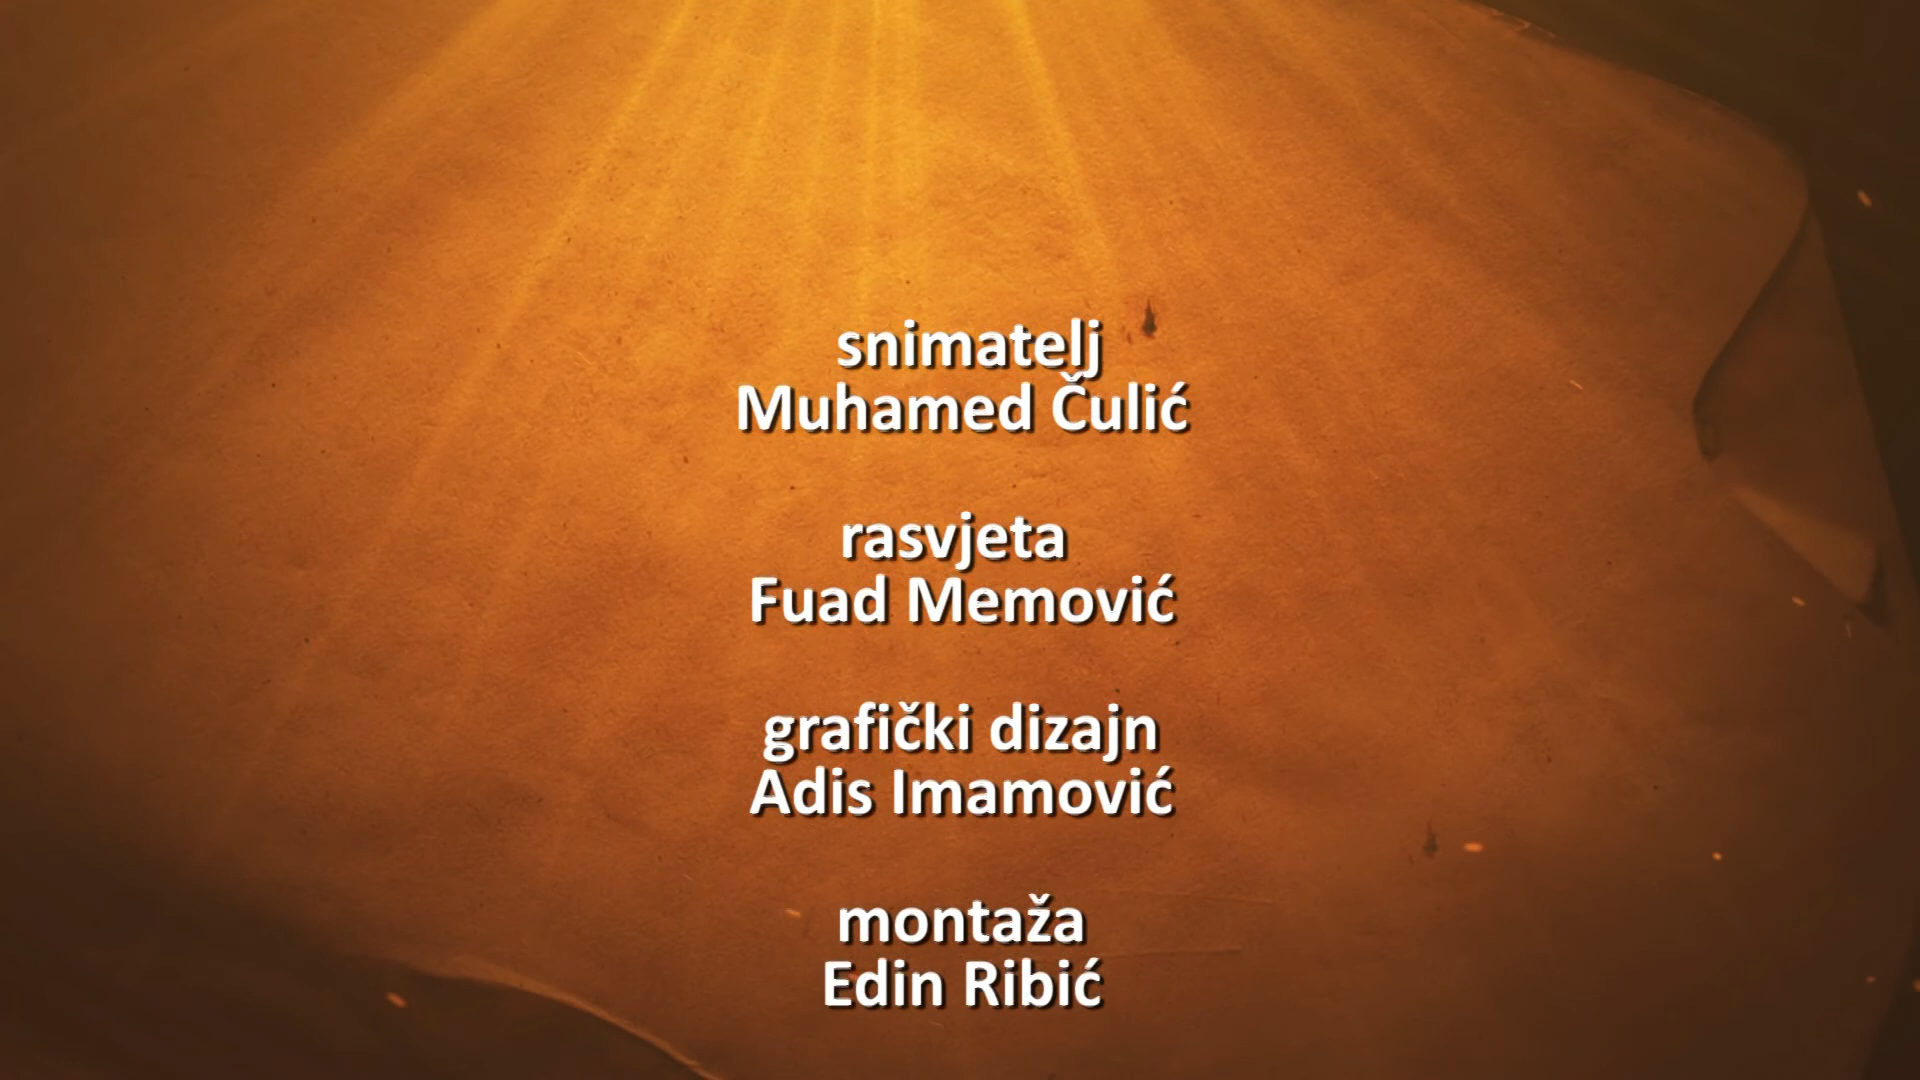 snimatelj
Muhamed Čulić
rasvjeta
Fuad Memović
grafički dizajn
Adis Imamović
montaža
Edin Ribić